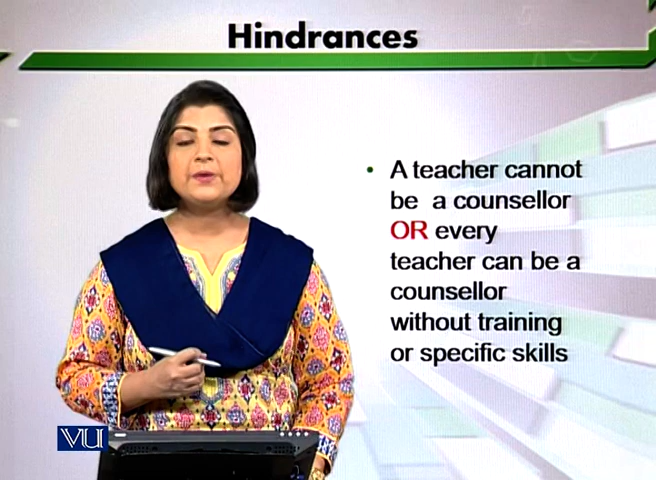 Hindrances
• A teacher cannot
be a counsellor
OR every
teacher can be a
counsellor
without training
or specific skills
VU